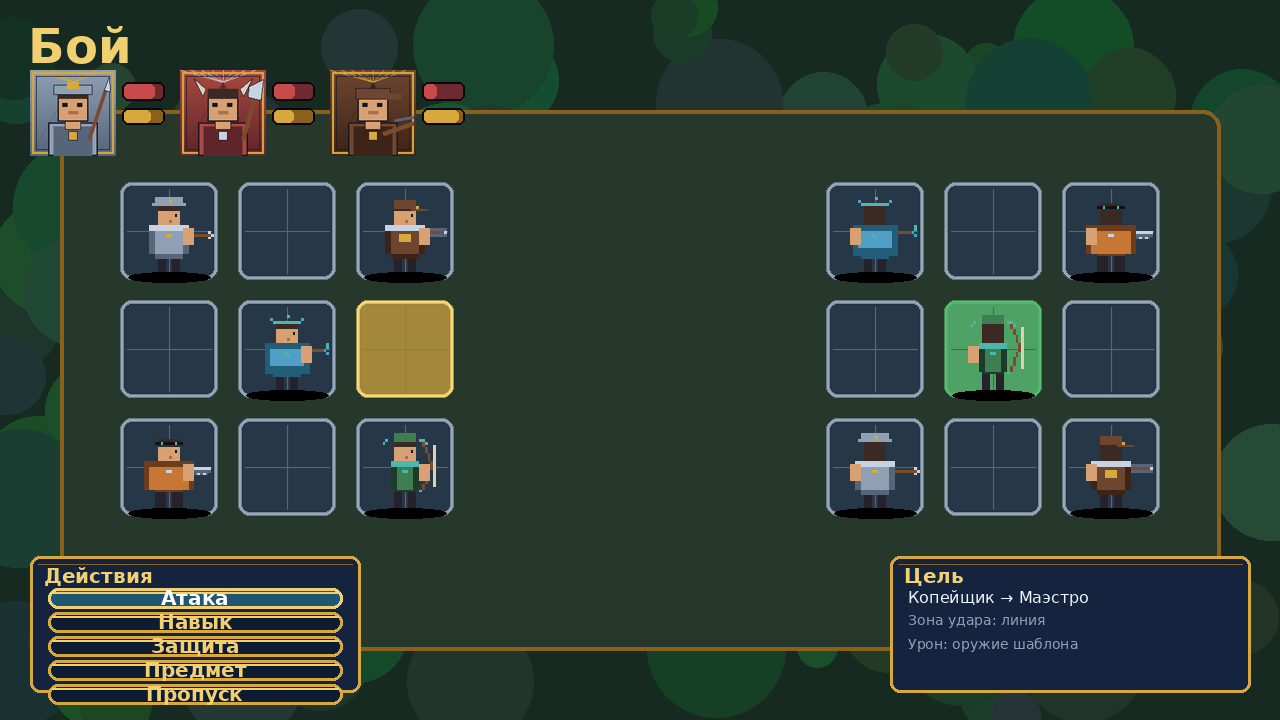 Бой
Действия
Атака
Навык
Защита
Предмет
Пропуск
Цель
Копейщик → Маэстро
Зона удара: линия
Урон: оружие шаблона